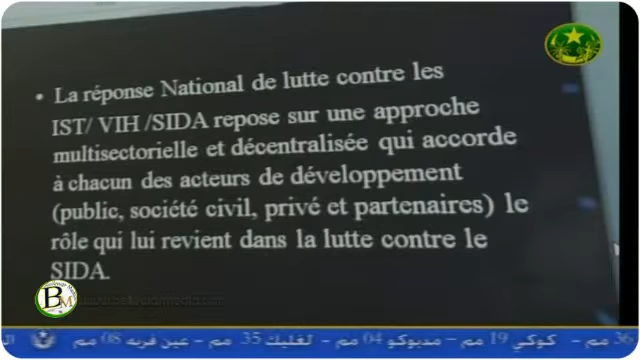 • La réponse National de lutte contre les
IST/ VIH /SIDA repose sur une approche
multisectorielle et décentralisée qui accorde
à chacun des acteurs de développement
(public, société civil, privé et partenaires) le
rôle qui lui revient dans la lutte contre le
SIDA.
BM
36 مم - كوكي 19 مم - مدبوكو 04 مم - لغليك 35 مم - عين فربه 08 مم